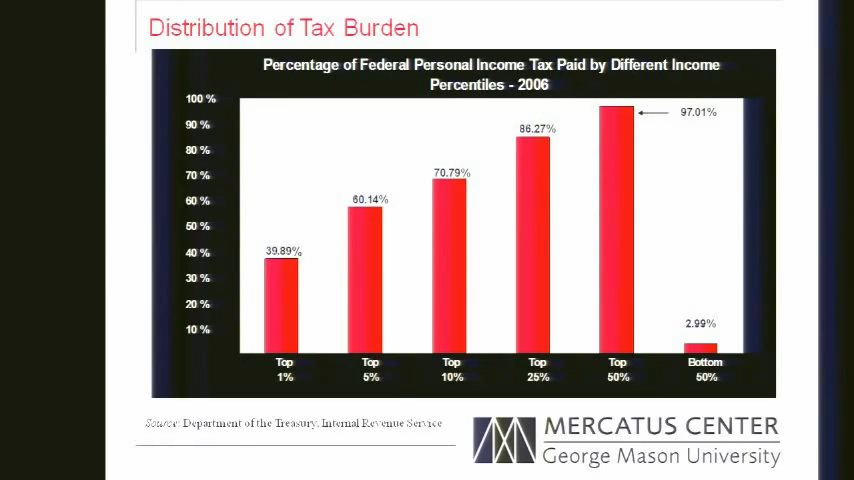 Distribution of Tax Burden
Percentage of Federal Personal Income Tax Paid by Different Income
Percentiles - 2006
100 %
90 %
80 %
70 %
60 %
50 %
40 %
30 %
20 %
10 %
39.89%
60.14%
70.79%
86.27%
97.01%
2.99%
Top
1%
Top
5%
Top
10%
Top
25%
Top
50%
Bottom
50%
Source: Department of the Treasury, Internal Revenue Service
MERCATUS CENTER
George Mason University